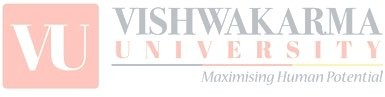 VU
VISHWAKARMA
UNIVERSITY
Maximising Human Potential